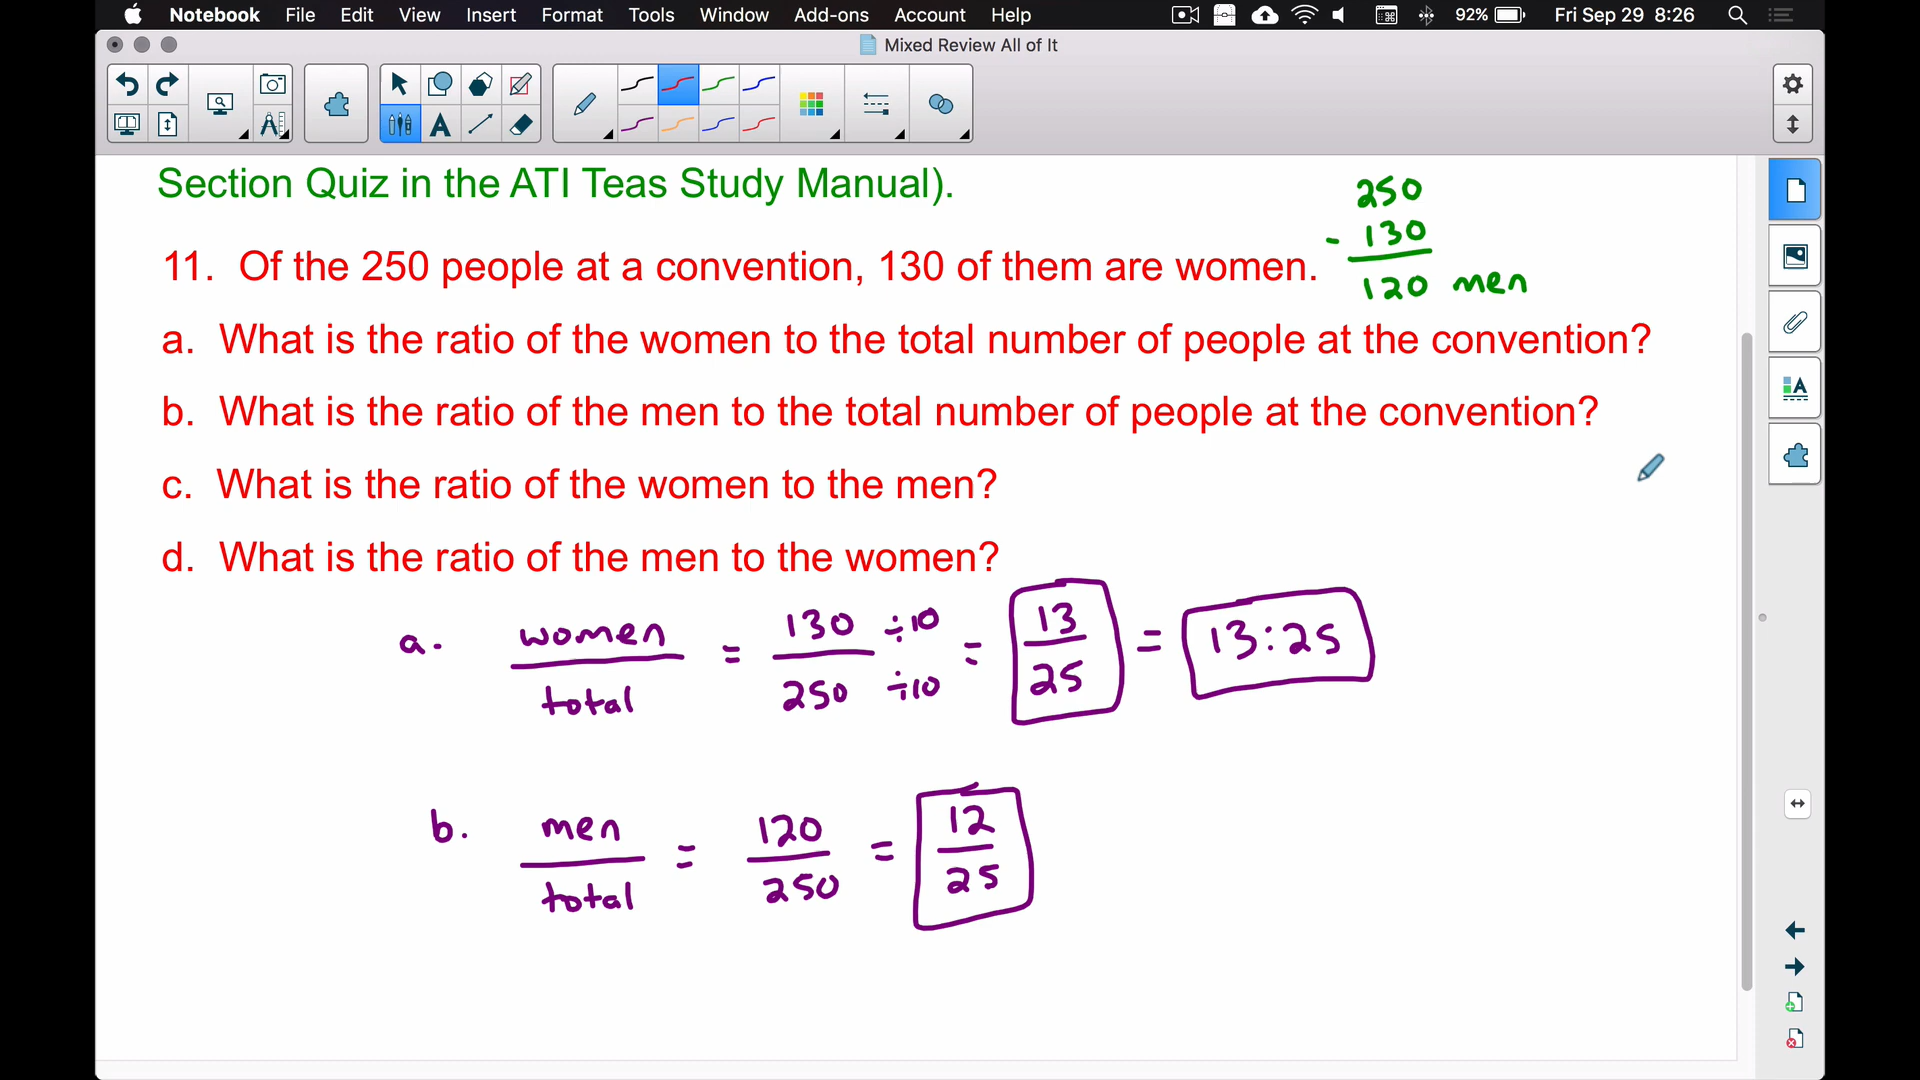 Notebook File Edit View Insert Format Tools Window Add-ons Account Help 92% Fri Sep 29 8:26
Mixed Review All of It
Section Quiz in the ATI Teas Study Manual).
250
- 130
120 men
11. Of the 250 people at a convention, 130 of them are women.
a. What is the ratio of the women to the total number of people at the convention?
b. What is the ratio of the men to the total number of people at the convention?
c. What is the ratio of the women to the men?
d. What is the ratio of the men to the women?
a. women/total = 130 ÷10/250 ÷10 = 13/25 = 13:25
b. men/total = 120/250 = 12/25